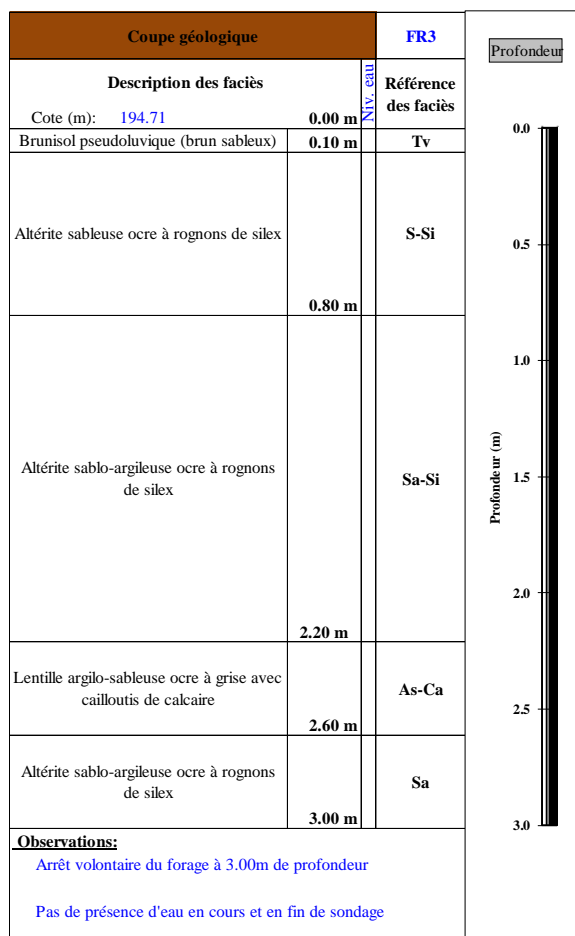 Coupe géologique FR3
Profondeur
Description des faciès
Niv. eau
Référence
des faciès
Cote (m): 194.71 0.00 m
Brunisol pseudoluvique (brun sableux) 0.10 m Tv
Altérite sableuse ocre à rognons de silex S-Si
0.80 m
Altérite sablo-argileuse ocre à rognons
de silex
Sa-Si
2.20 m
Lentille argilo-sableuse ocre à grise avec
cailloutis de calcaire
As-Ca
2.60 m
Altérite sablo-argileuse ocre à rognons
de silex
Sa
3.00 m
Observations:
Arrêt volontaire du forage à 3.00m de profondeur
Pas de présence d'eau en cours et en fin de sondage
Profondeur (m)
0.0
0.5
1.0
1.5
2.0
2.5
3.0